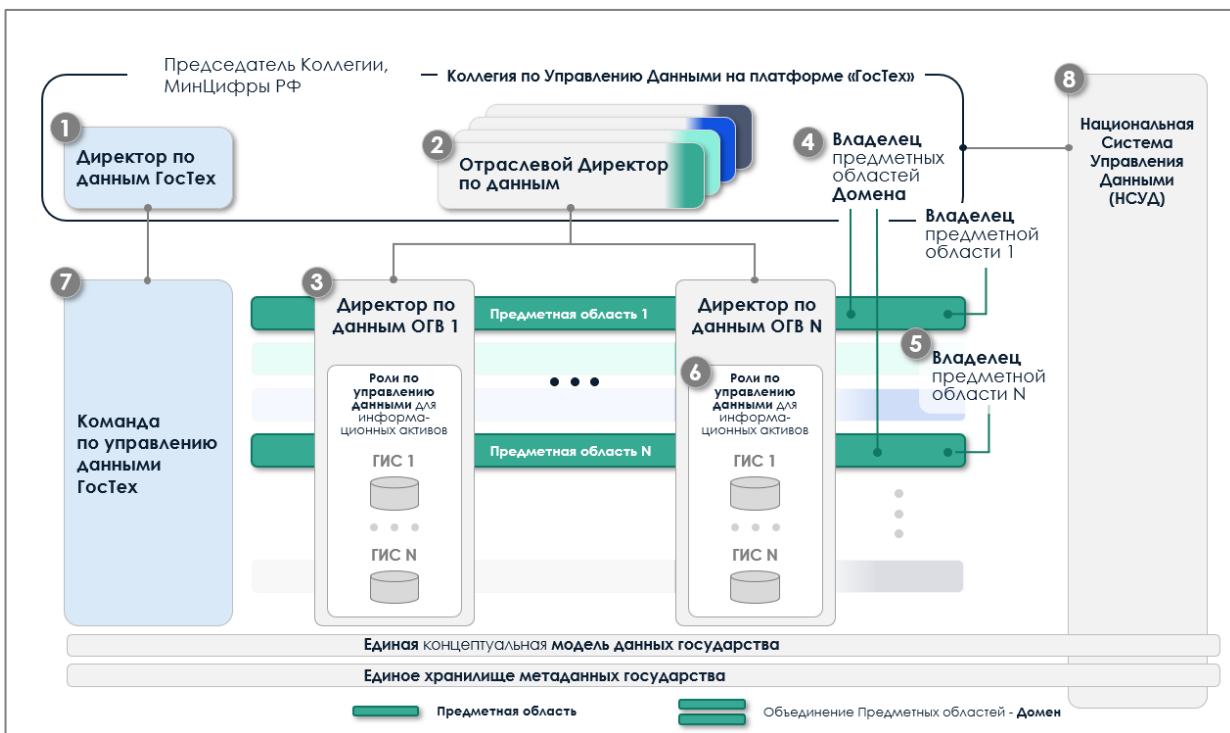 Председатель Коллегии,
МинЦифры РФ
Коллегия по Управлению Данными на платформе «ГосТех»
1
Директор по
данным ГосТех
2
Отраслевой Директор
по данным
4
Владелец
предметных
областей
Домена
8
Национальная
Система
Управления
Данными
(НСУД)
Владелец
предметной
области 1
7
Команда
по управлению
данными
ГосТех
3
Директор по
данным ОГВ 1
Предметная область 1
Директор по
данным ОГВ N
5
Владелец
предметной
области N
Роли по
управлению
данными для
информа-
ционных активов
6
Роли по
управлению
данными для
информа-
ционных активов
Предметная область N
ГИС 1
ГИС N
ГИС 1
ГИС N
Единая концептуальная модель данных государства
Единое хранилище метаданных государства
Предметная область
Объединение Предметных областей - Домен